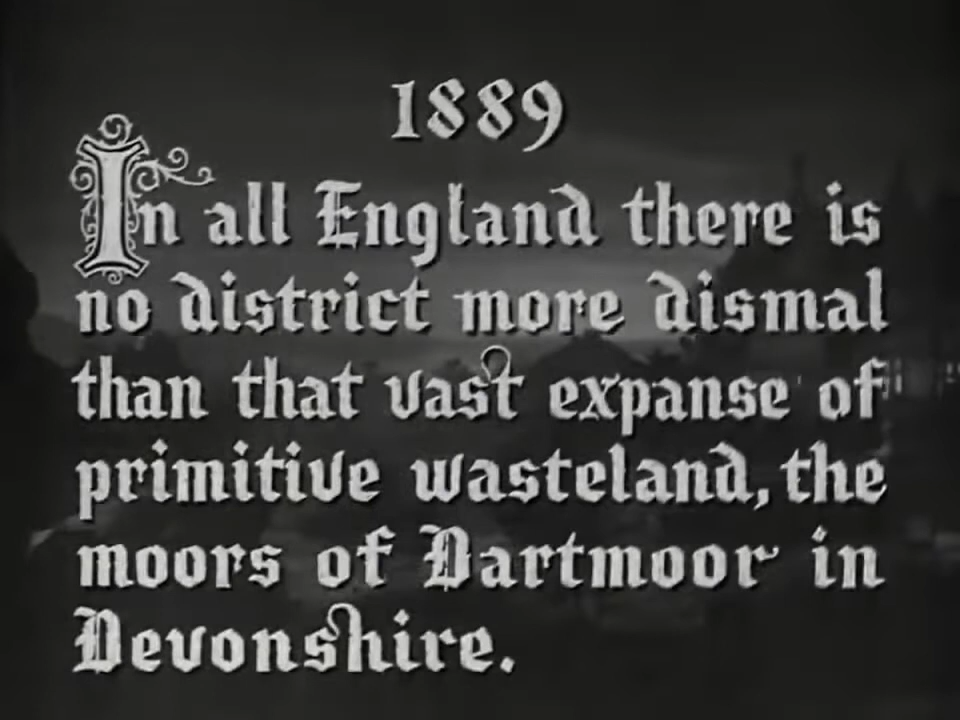 1889
In all England there is
no district more dismal
than that vast expanse of
primitive wasteland, the
moors of Dartmoor in
Devonshire.